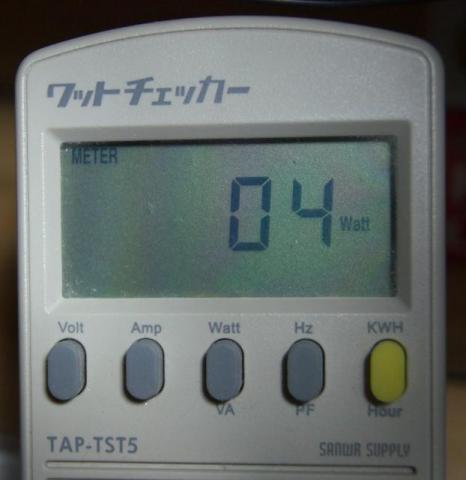 ワットチェッカー
METER
04 Watt
Volt Amp Watt Hz KWH
VA PF Hour
TAP-TST5 SANWA SUPPLY